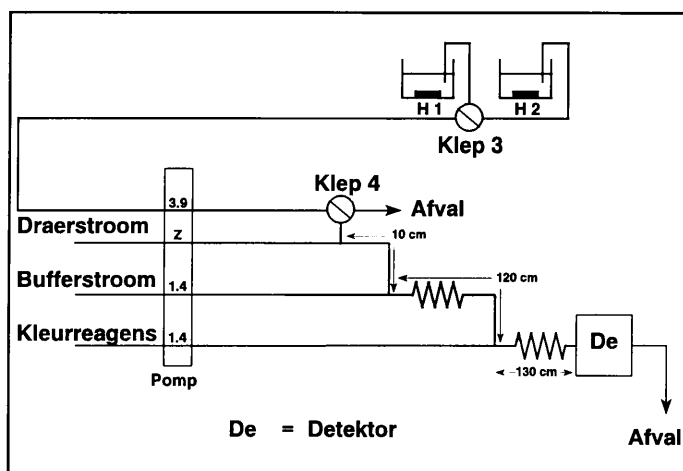 H 1
H 2
Klep 3
Klep 4
3.9
Afval
Draerstroom
Z
10 cm
Bufferstroom
1.4
120 cm
Kleurreagens
1.4
De
Pomp
130 cm
De = Detektor
Afval